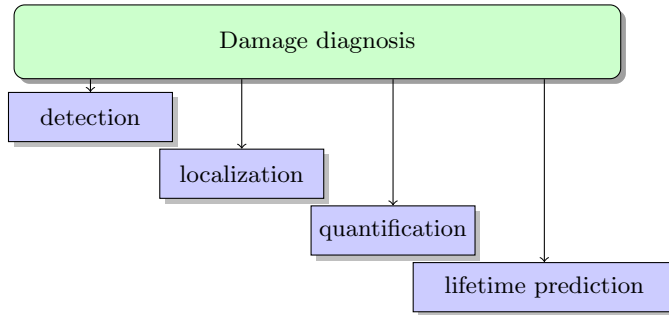 Damage diagnosis
detection
localization
quantification
lifetime prediction